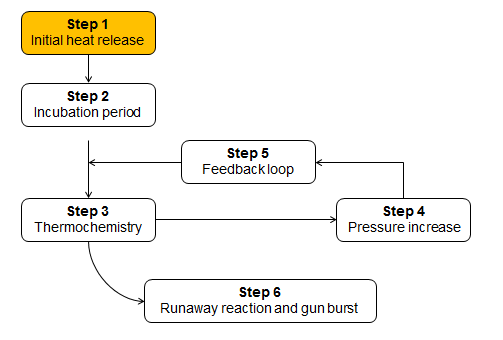 Step 1
Initial heat release
Step 2
Incubation period
Step 5
Feedback loop
Step 3
Thermochemistry
Step 4
Pressure increase
Step 6
Runaway reaction and gun burst